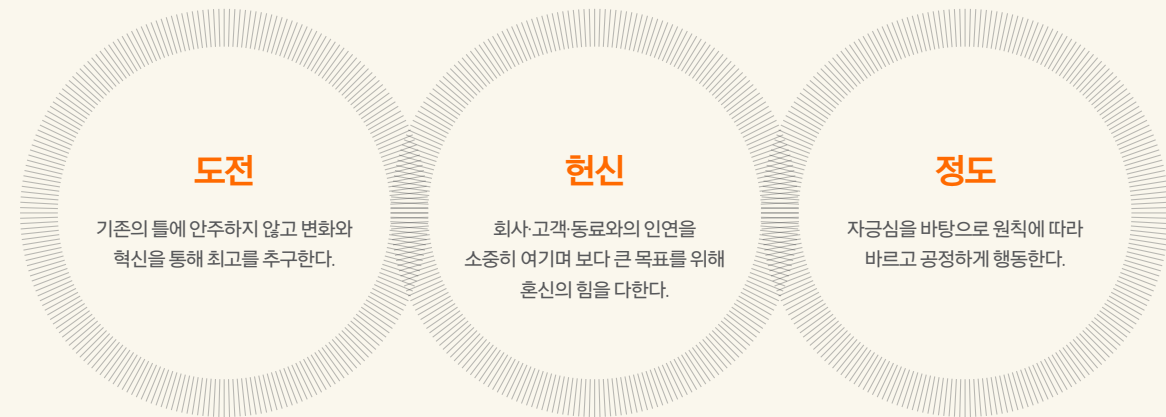 도전
기존의 틀에 안주하지 않고 변화와
혁신을 통해 최고를 추구한다.
헌신
회사·고객·동료와의 인연을
소중히 여기며 보다 큰 목표를 위해
혼신의 힘을 다한다.
정도
자긍심을 바탕으로 원칙에 따라
바르고 공정하게 행동한다.